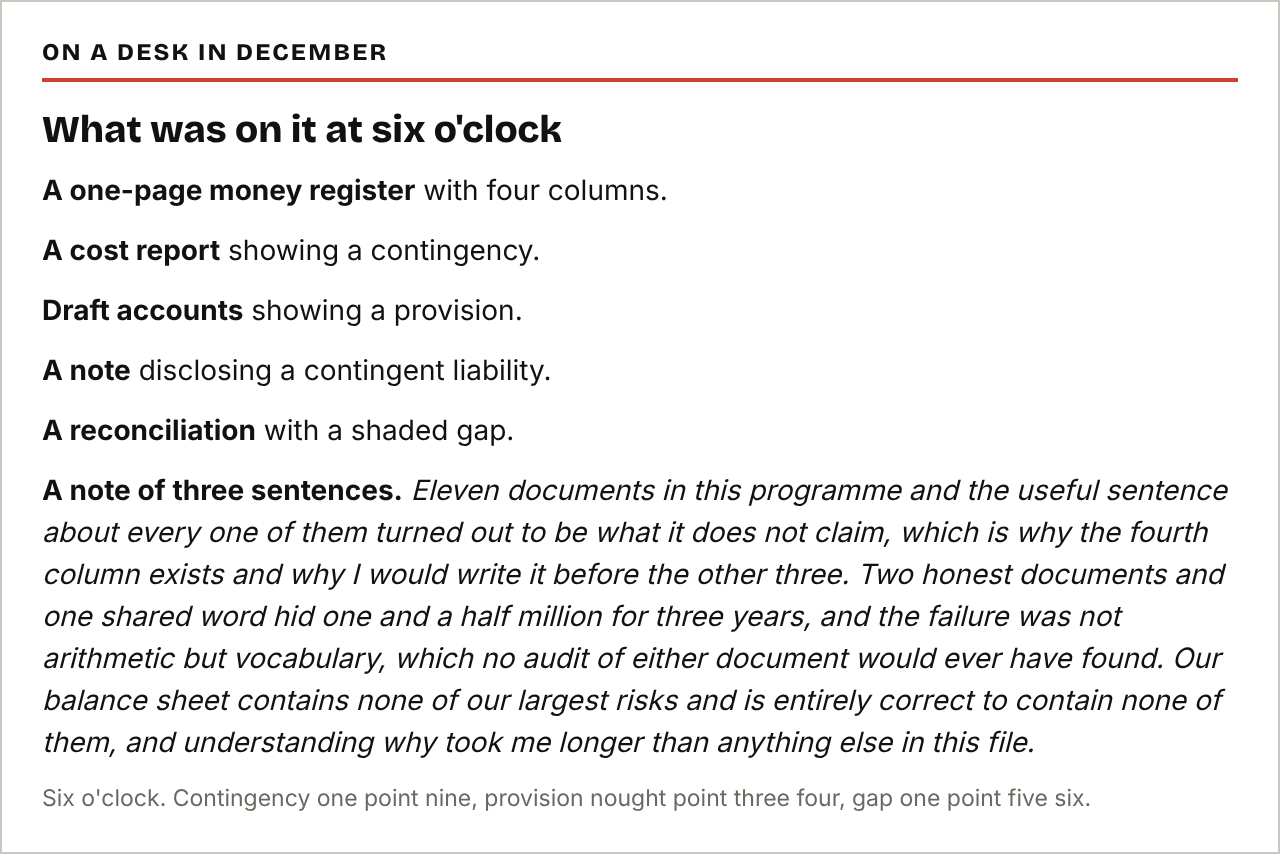 ON A DESK IN DECEMBER
What was on it at six o'clock
A one-page money register with four columns.
A cost report showing a contingency.
Draft accounts showing a provision.
A note disclosing a contingent liability.
A reconciliation with a shaded gap.
A note of three sentences. Eleven documents in this programme and the useful sentence
about every one of them turned out to be what it does not claim, which is why the fourth
column exists and why I would write it before the other three. Two honest documents and
one shared word hid one and a half million for three years, and the failure was not
arithmetic but vocabulary, which no audit of either document would ever have found. Our
balance sheet contains none of our largest risks and is entirely correct to contain none of
them, and understanding why took me longer than anything else in this file.
Six o'clock. Contingency one point nine, provision nought point three four, gap one point five six.